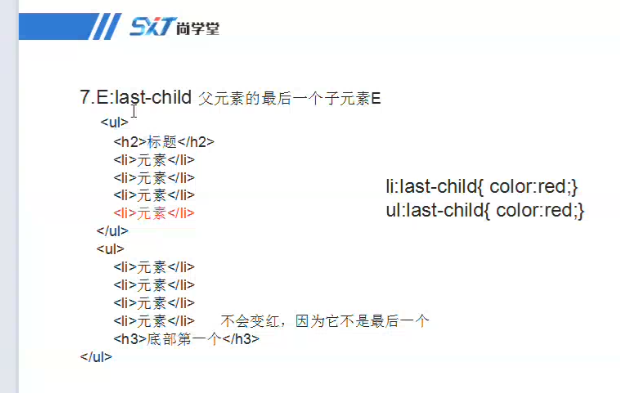 SXT尚学堂
7.E:last-child 父元素的最后一个子元素E
<ul>
<h2>标题</h2>
<li>元素</li>
<li>元素</li>
<li>元素</li>
<li>元素</li>
</ul>
<ul>
<li>元素</li>
<li>元素</li>
<li>元素</li>
<li>元素</li> 不会变红，因为它不是最后一个
<h3>底部第一个</h3>
</ul>
li:last-child{ color:red;}
ul:last-child{ color:red;}